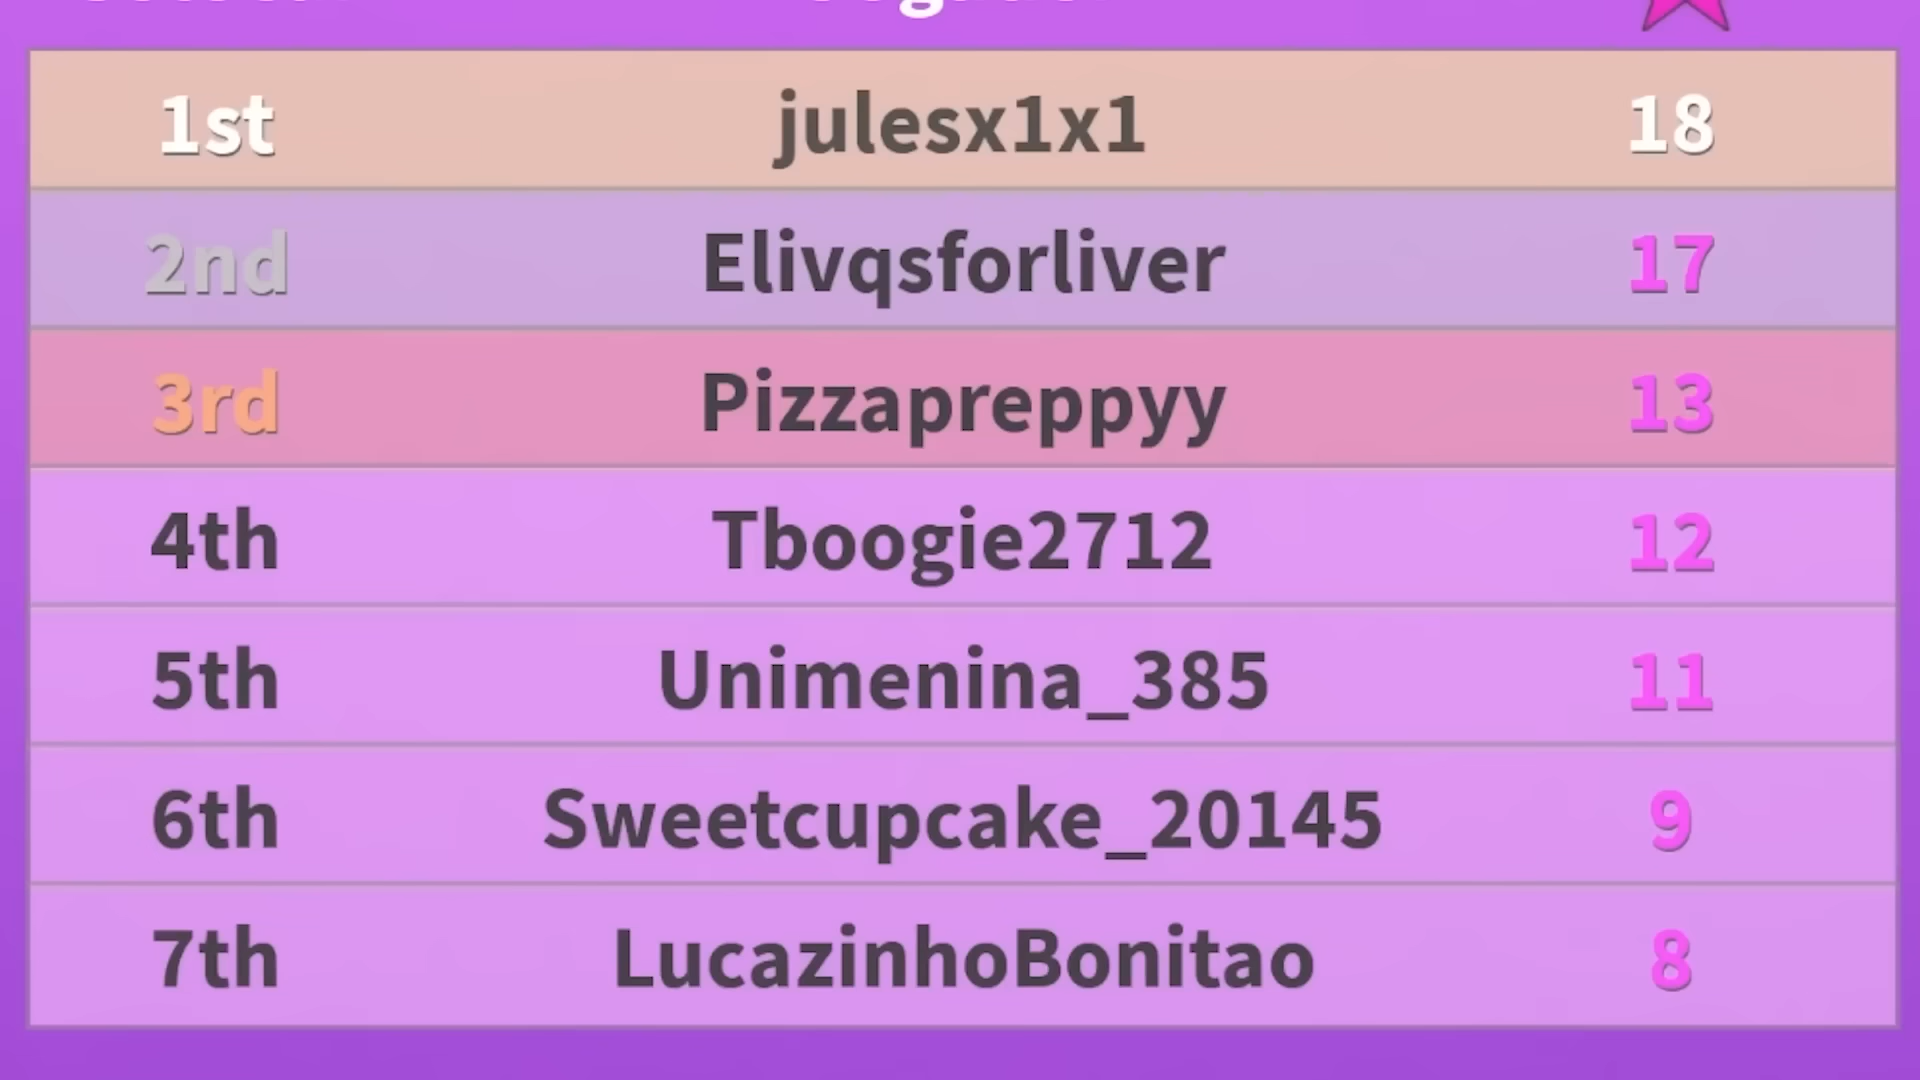 1st julesx1x1 18
2nd Elivqsforliver 17
3rd Pizzapreppyy 13
4th Tboogie2712 12
5th Unimenina_385 11
6th Sweetcupcake_20145 9
7th LucazinhoBonitao 8